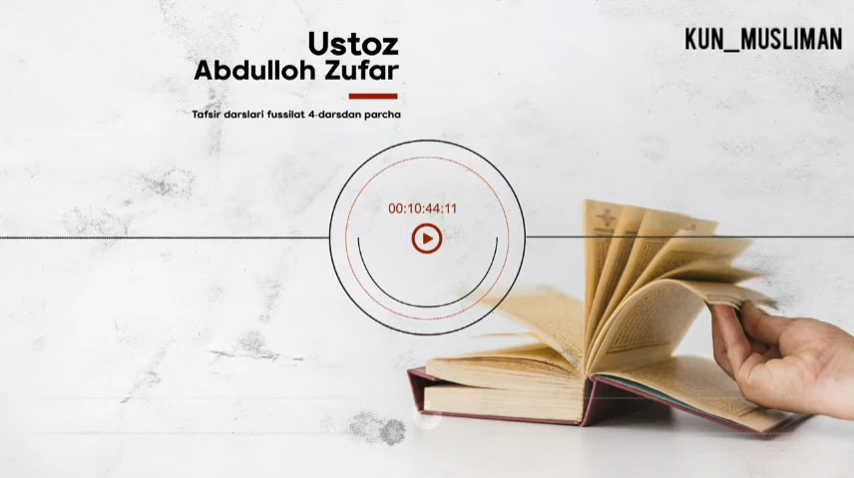 Ustoz
Abdulloh Zufar
Tafsir darslari fussilat 4-darsdan parcha
KUN_MUSLIMAN
00:10:44:11